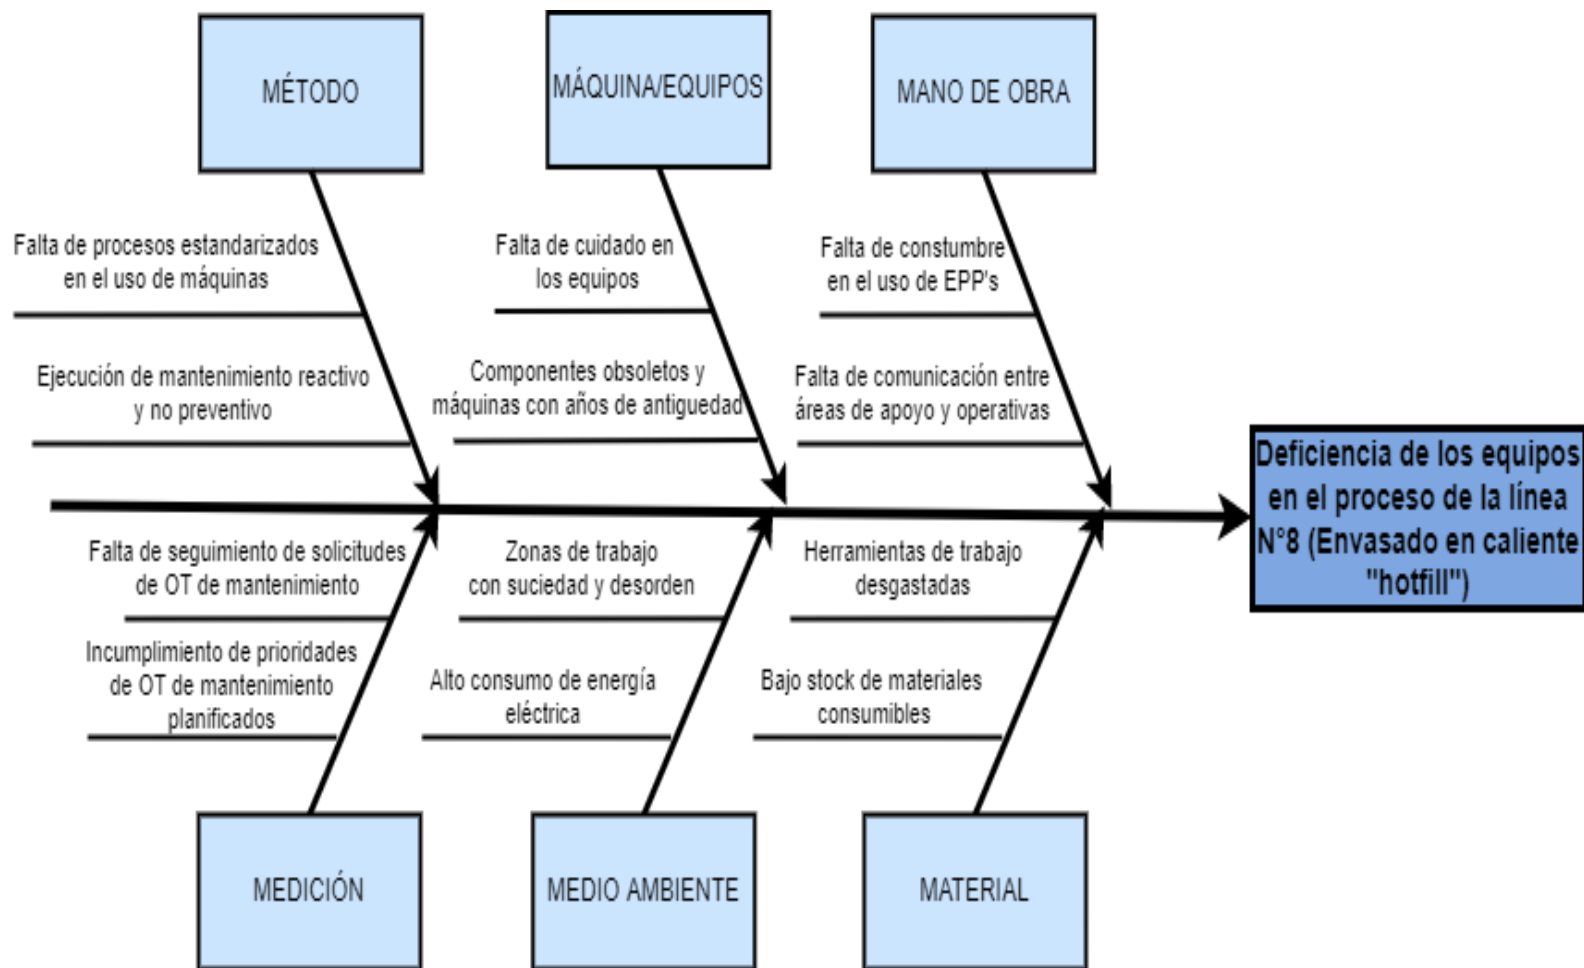 MÉTODO
MÁQUINA/EQUIPOS
MANO DE OBRA
Falta de procesos estandarizados
en el uso de máquinas
Ejecución de mantenimiento reactivo
y no preventivo
Falta de cuidado en
los equipos
Componentes obsoletos y
máquinas con años de antiguedad
Falta de constumbre
en el uso de EPP's
Falta de comunicación entre
áreas de apoyo y operativas
Deficiencia de los equipos
en el proceso de la línea
N°8 (Envasado en caliente
"hotfill")
Falta de seguimiento de solicitudes
de OT de mantenimiento
Incumplimiento de prioridades
de OT de mantenimiento
planificados
Zonas de trabajo
con suciedad y desorden
Alto consumo de energía
eléctrica
Herramientas de trabajo
desgastadas
Bajo stock de materiales
consumibles
MEDICIÓN
MEDIO AMBIENTE
MATERIAL